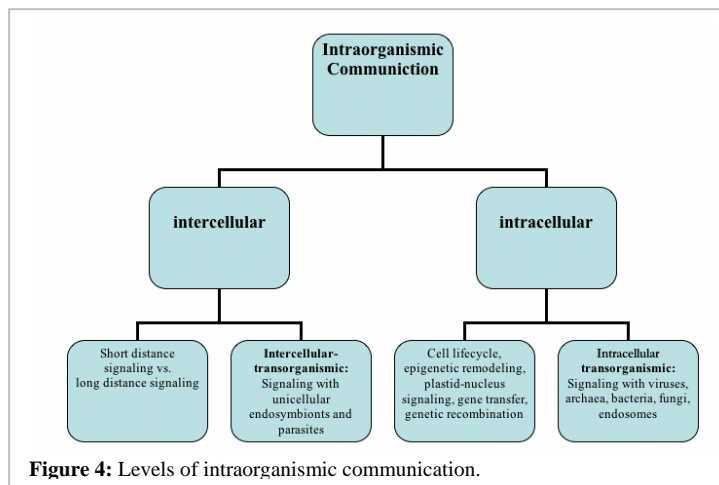 Intraorganismic
Communiction
intercellular
intracellular
Short distance
signaling vs.
long distance signaling
Intercellular-
transorganismic:
Signaling with
unicellular
endosymbionts and
parasites
Cell lifecycle,
epigenetic remodeling,
plastid-nucleus
signaling, gene transfer,
genetic recombination
Intracellular
transorganismic:
Signaling with viruses,
archaea, bacteria, fungi,
endosomes
Figure 4: Levels of intraorganismic communication.